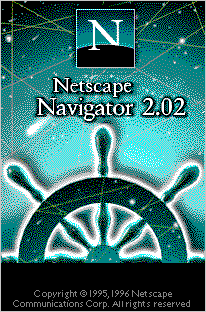 N
Netscape
Navigator 2.02
Copyright ©1995,1996 Netscape
Communications Corp. All rights reserved